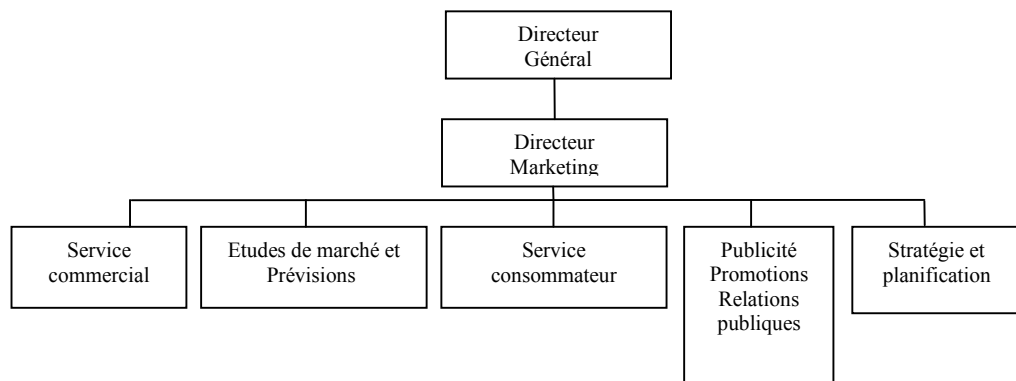 Directeur
Général
Directeur
Marketing
Service
commercial
Etudes de marché et
Prévisions
Service
consommateur
Publicité
Promotions
Relations
publiques
Stratégie et
planification